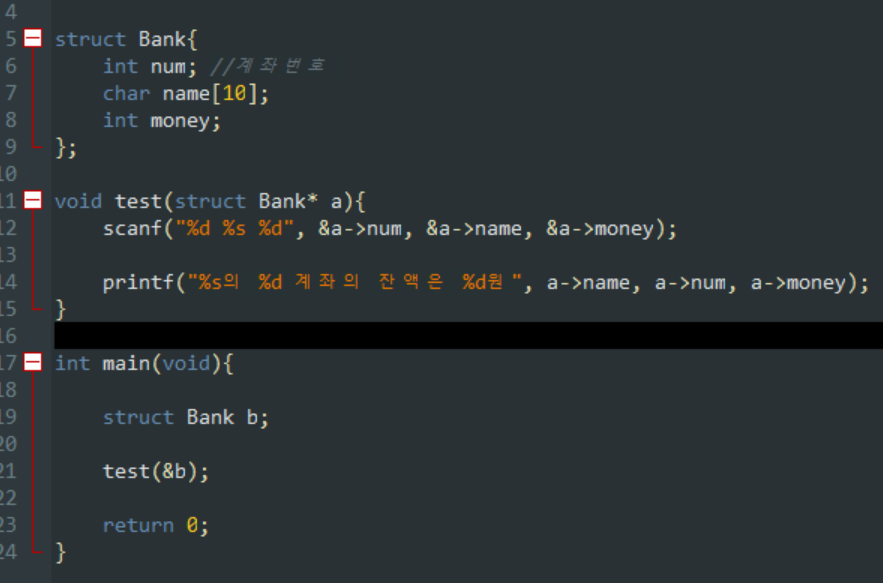 4
5 struct Bank{
6 int num; //계좌번호
7 char name[10];
8 int money;
9 };
10
11 void test(struct Bank* a){
12 scanf("%d %s %d", &a->num, &a->name, &a->money);
13
14 printf("%s의 %d 계좌의 잔액은 %d원", a->name, a->num, a->money);
15 }
16
17 int main(void){
18
19 struct Bank b;
20
21 test(&b);
22
23 return 0;
24 }